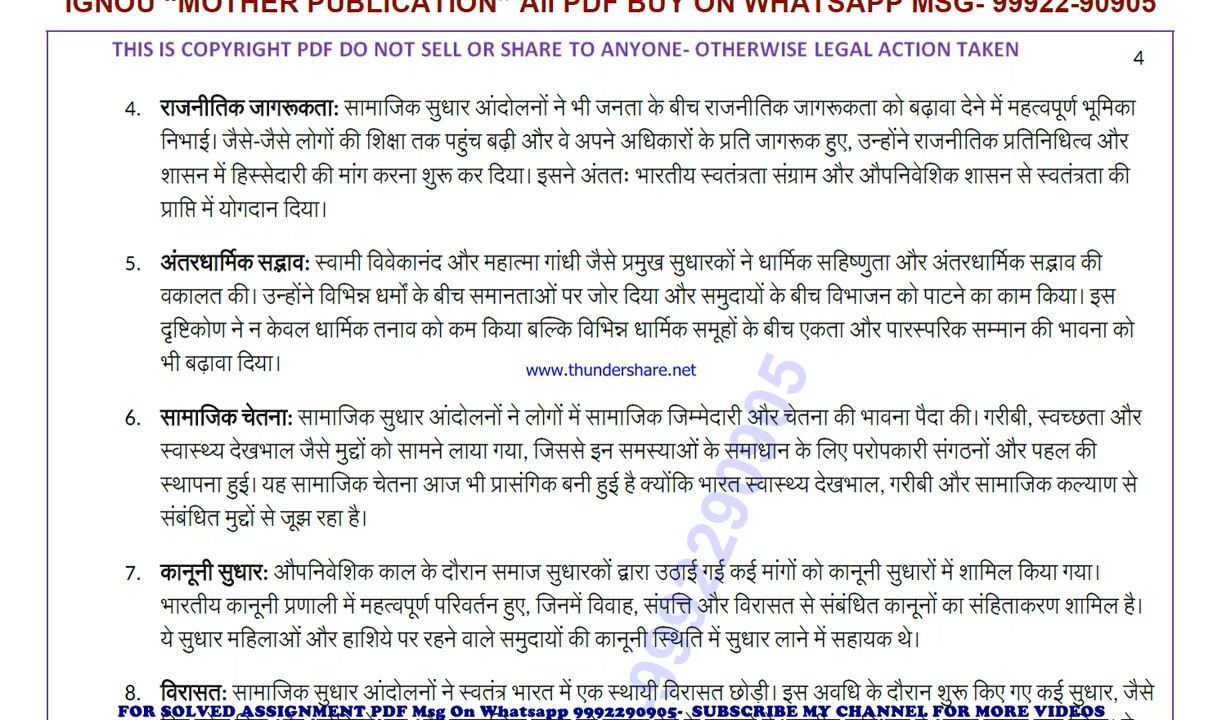 IGNOU “MOTHER PUBLICATION” All PDF BUY ON WHATSAPP MSG- 99922-90905
THIS IS COPYRIGHT PDF DO NOT SELL OR SHARE TO ANYONE- OTHERWISE LEGAL ACTION TAKEN
4
4. राजनीतिक जागरूकता: सामाजिक सुधार आंदोलनों ने भी जनता के बीच राजनीतिक जागरूकता को बढ़ावा देने में महत्वपूर्ण भूमिका
निभाई। जैसे-जैसे लोगों की शिक्षा तक पहुंच बढ़ी और वे अपने अधिकारों के प्रति जागरूक हुए, उन्होंने राजनीतिक प्रतिनिधित्व और
शासन में हिस्सेदारी की मांग करना शुरू कर दिया। इसने अंततः भारतीय स्वतंत्रता संग्राम और औपनिवेशिक शासन से स्वतंत्रता की
प्राप्ति में योगदान दिया।
5. अंतरधार्मिक सद्भाव: स्वामी विवेकानंद और महात्मा गांधी जैसे प्रमुख सुधारकों ने धार्मिक सहिष्णुता और अंतरधार्मिक सद्भाव की
वकालत की। उन्होंने विभिन्न धर्मों के बीच समानताओं पर जोर दिया और समुदायों के बीच विभाजन को पाटने का काम किया। इस
दृष्टिकोण ने न केवल धार्मिक तनाव को कम किया बल्कि विभिन्न धार्मिक समूहों के बीच एकता और पारस्परिक सम्मान की भावना को
भी बढ़ावा दिया।
www.thundershare.net
6. सामाजिक चेतना: सामाजिक सुधार आंदोलनों ने लोगों में सामाजिक जिम्मेदारी और चेतना की भावना पैदा की। गरीबी, स्वच्छता और
स्वास्थ्य देखभाल जैसे मुद्दों को सामने लाया गया, जिससे इन समस्याओं के समाधान के लिए परोपकारी संगठनों और पहल की
स्थापना हुई। यह सामाजिक चेतना आज भी प्रासंगिक बनी हुई है क्योंकि भारत स्वास्थ्य देखभाल, गरीबी और सामाजिक कल्याण से
संबंधित मुद्दों से जूझ रहा है।
7. कानूनी सुधार: औपनिवेशिक काल के दौरान समाज सुधारकों द्वारा उठाई गई कई मांगों को कानूनी सुधारों में शामिल किया गया।
भारतीय कानूनी प्रणाली में महत्वपूर्ण परिवर्तन हुए, जिनमें विवाह, संपत्ति और विरासत से संबंधित कानूनों का संहिताकरण शामिल है।
ये सुधार महिलाओं और हाशिये पर रहने वाले समुदायों की कानूनी स्थिति में सुधार लाने में सहायक थे।
8. विरासत: सामाजिक सुधार आंदोलनों ने स्वतंत्र भारत में एक स्थायी विरासत छोड़ी। इस अवधि के दौरान शुरू किए गए कई सुधार, जैसे
FOR SOLVED ASSIGNMENT PDF Msg On Whatsapp 9992290905- SUBSCRIBE MY CHANNEL FOR MORE VIDEOS
9992290905